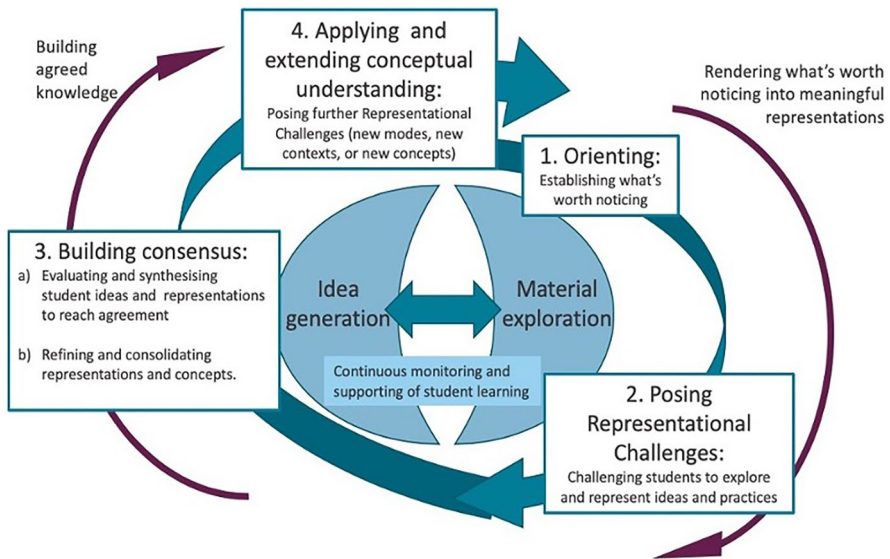 4. Applying and
extending conceptual
understanding:
Posing further Representational
Challenges (new modes, new
contexts, or new concepts)
Building
agreed
knowledge
Rendering what's worth
noticing into meaningful
representations
1. Orienting:
Establishing what's
worth noticing
3. Building consensus:
a) Evaluating and synthesising
student ideas and representations
to reach agreement
b) Refining and consolidating
representations and concepts.
Idea
generation
Material
exploration
Continuous monitoring and
supporting of student learning
2. Posing
Representational
Challenges:
Challenging students to explore
and represent ideas and practices